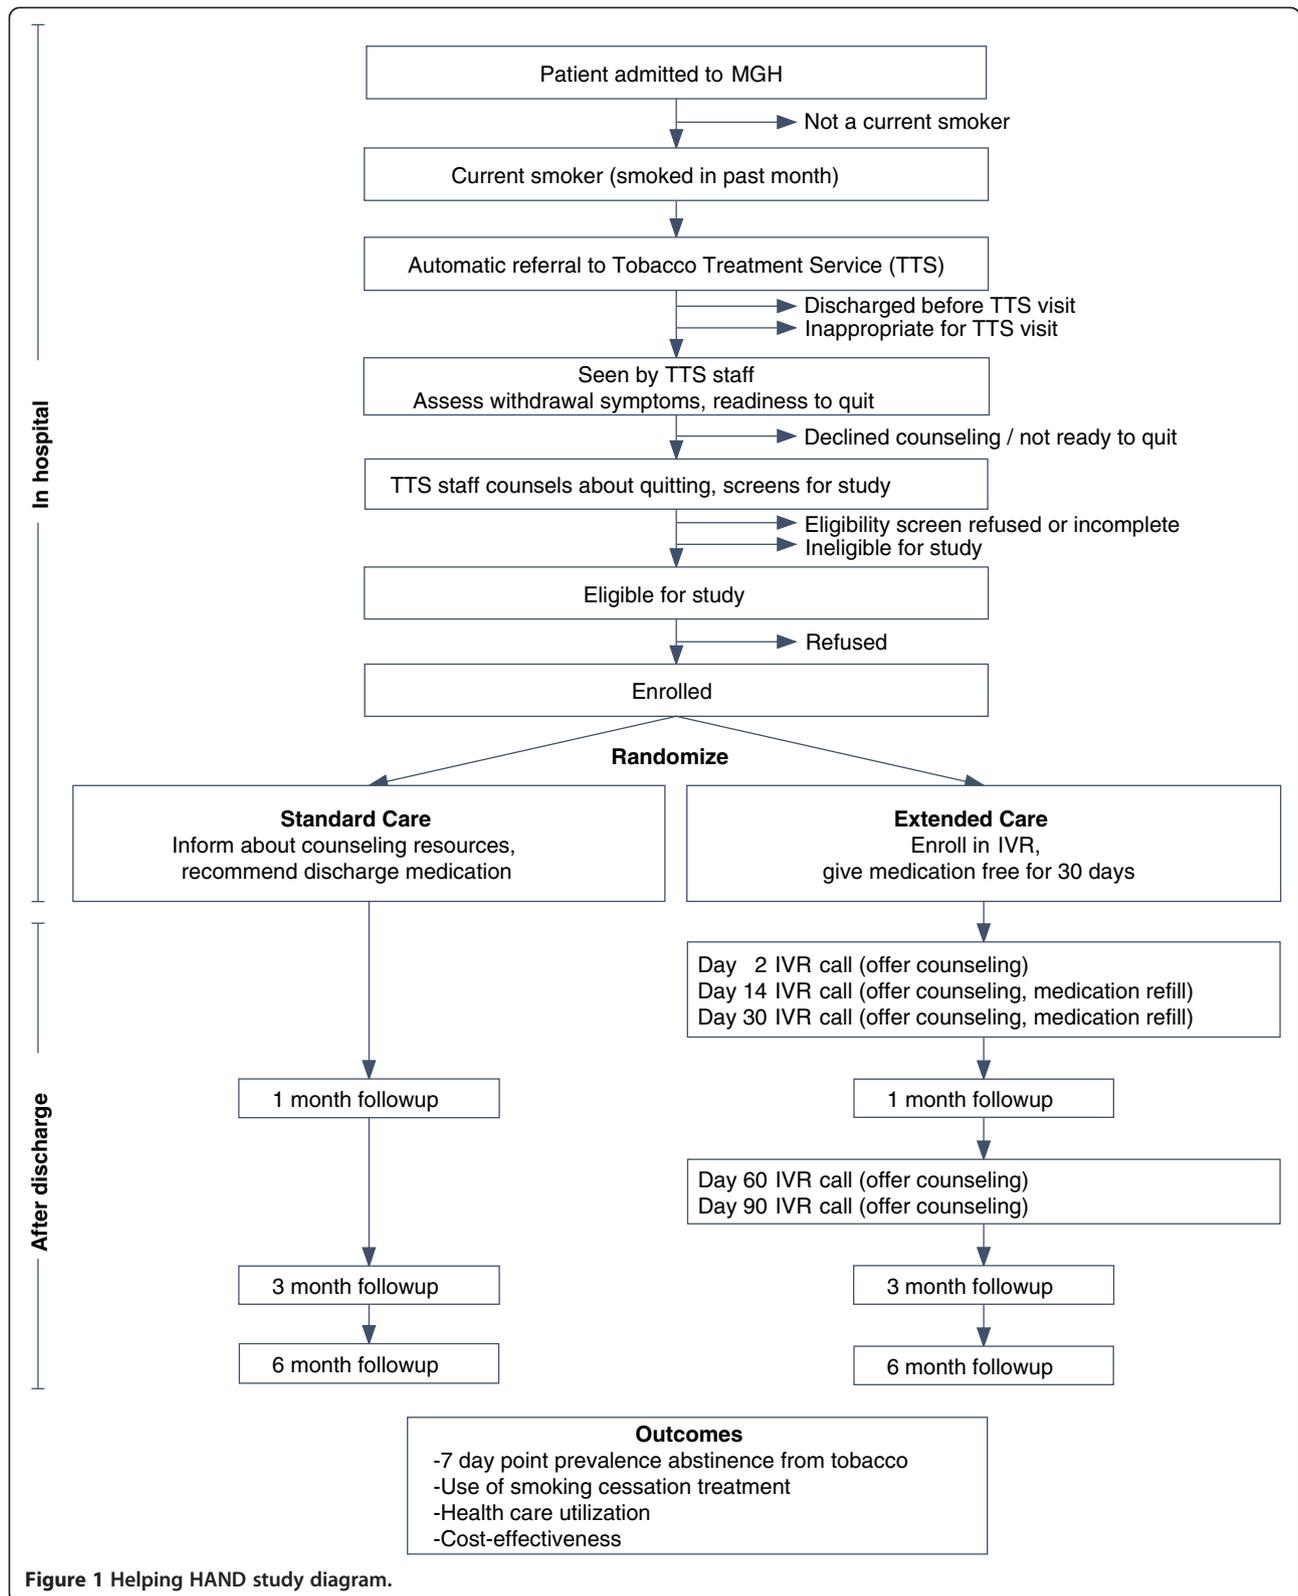 Patient admitted to MGH
Not a current smoker
Current smoker (smoked in past month)
Automatic referral to Tobacco Treatment Service (TTS)
Discharged before TTS visit
Inappropriate for TTS visit
Seen by TTS staff
Assess withdrawal symptoms, readiness to quit
Declined counseling / not ready to quit
TTS staff counsels about quitting, screens for study
Eligibility screen refused or incomplete
Ineligible for study
Eligible for study
Refused
Enrolled
In hospital
Randomize
Standard Care
Inform about counseling resources,
recommend discharge medication
Extended Care
Enroll in IVR,
give medication free for 30 days
After discharge
Day 2 IVR call (offer counseling)
Day 14 IVR call (offer counseling, medication refill)
Day 30 IVR call (offer counseling, medication refill)
1 month followup
1 month followup
Day 60 IVR call (offer counseling)
Day 90 IVR call (offer counseling)
3 month followup
3 month followup
6 month followup
6 month followup
Outcomes
-7 day point prevalence abstinence from tobacco
-Use of smoking cessation treatment
-Health care utilization
-Cost-effectiveness
Figure 1 Helping HAND study diagram.